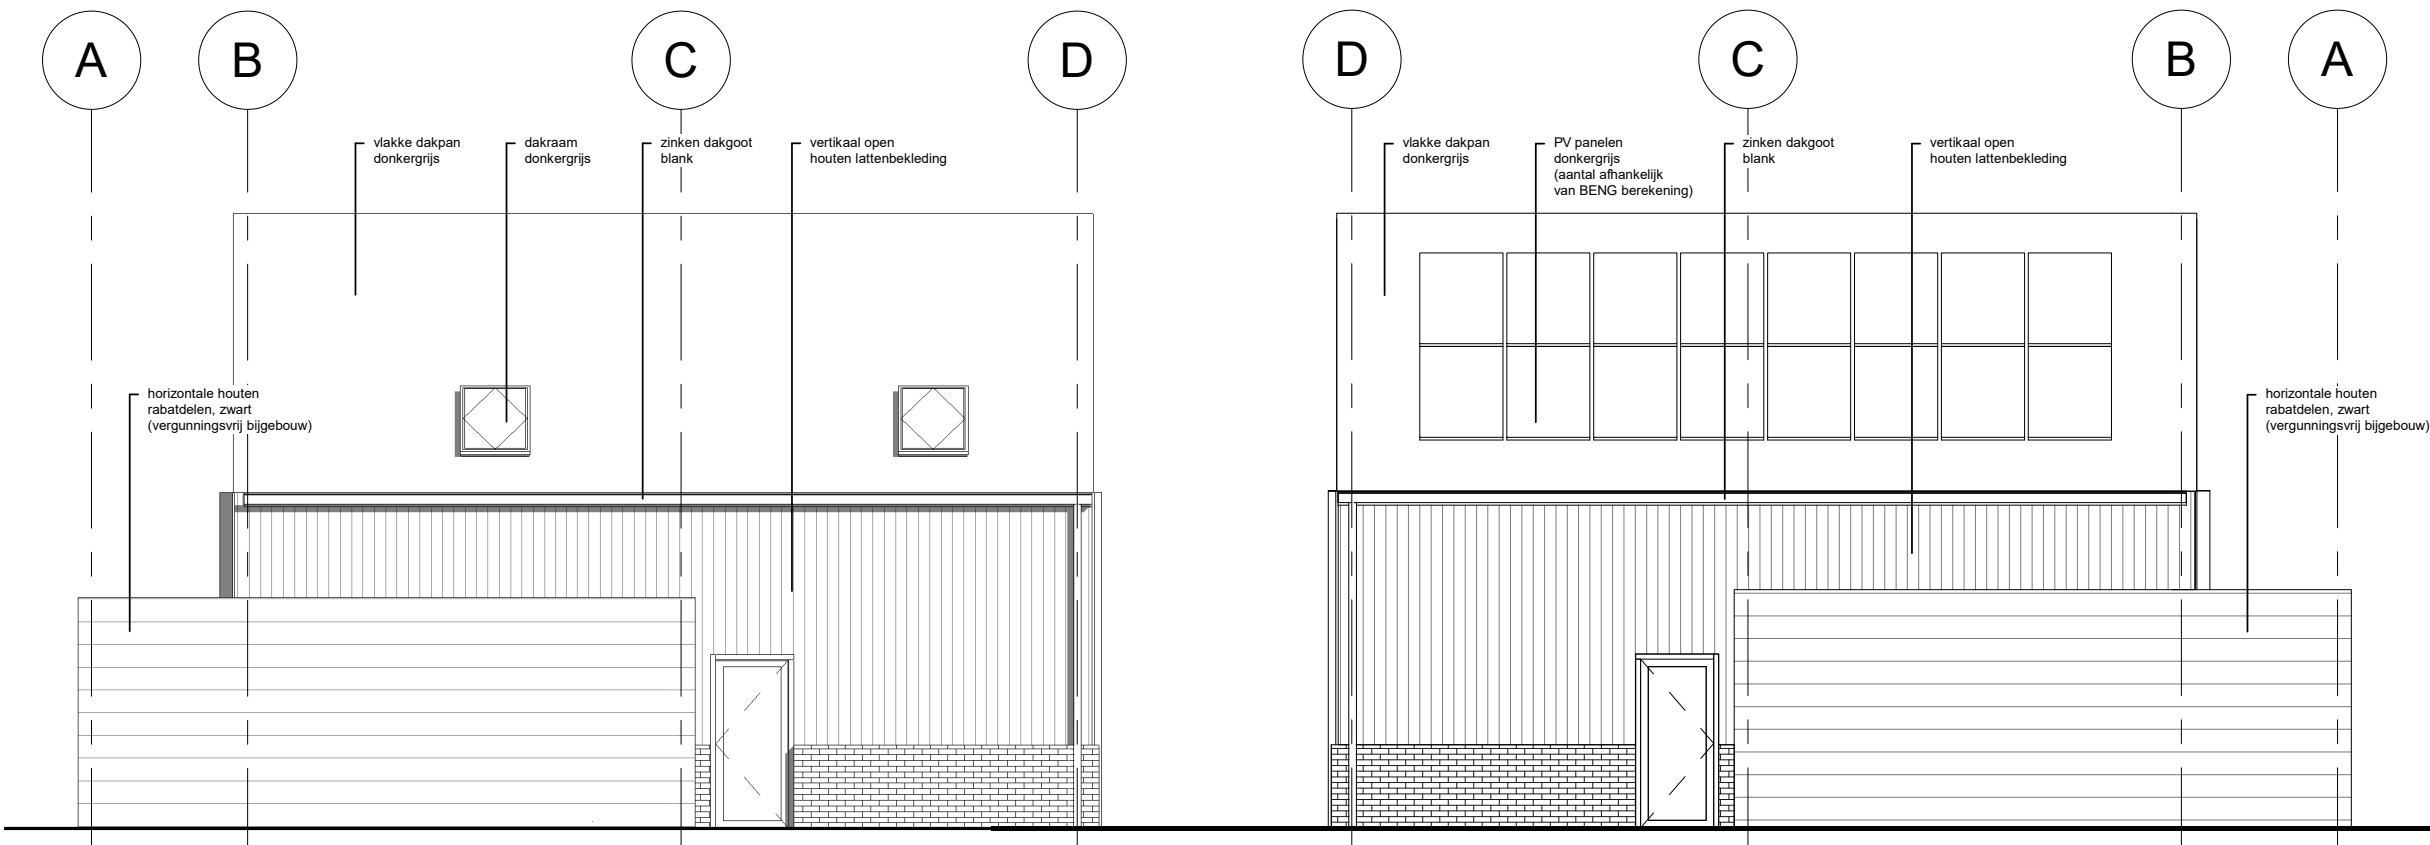 A
B
C
D
D
C
B
A
vlakke dakpan
donkergrijs
dakraam
donkergrijs
zinken dakgoot
blank
vertikaal open
houten lattenbekleding
vlakke dakpan
donkergrijs
PV panelen
donkergrijs
(aantal afhankelijk
van BENG berekening)
zinken dakgoot
blank
vertikaal open
houten lattenbekleding
horizontale houten
rabatdelen, zwart
(vergunningsvrij bijgebouw)
horizontale houten
rabatdelen, zwart
(vergunningsvrij bijgebouw)